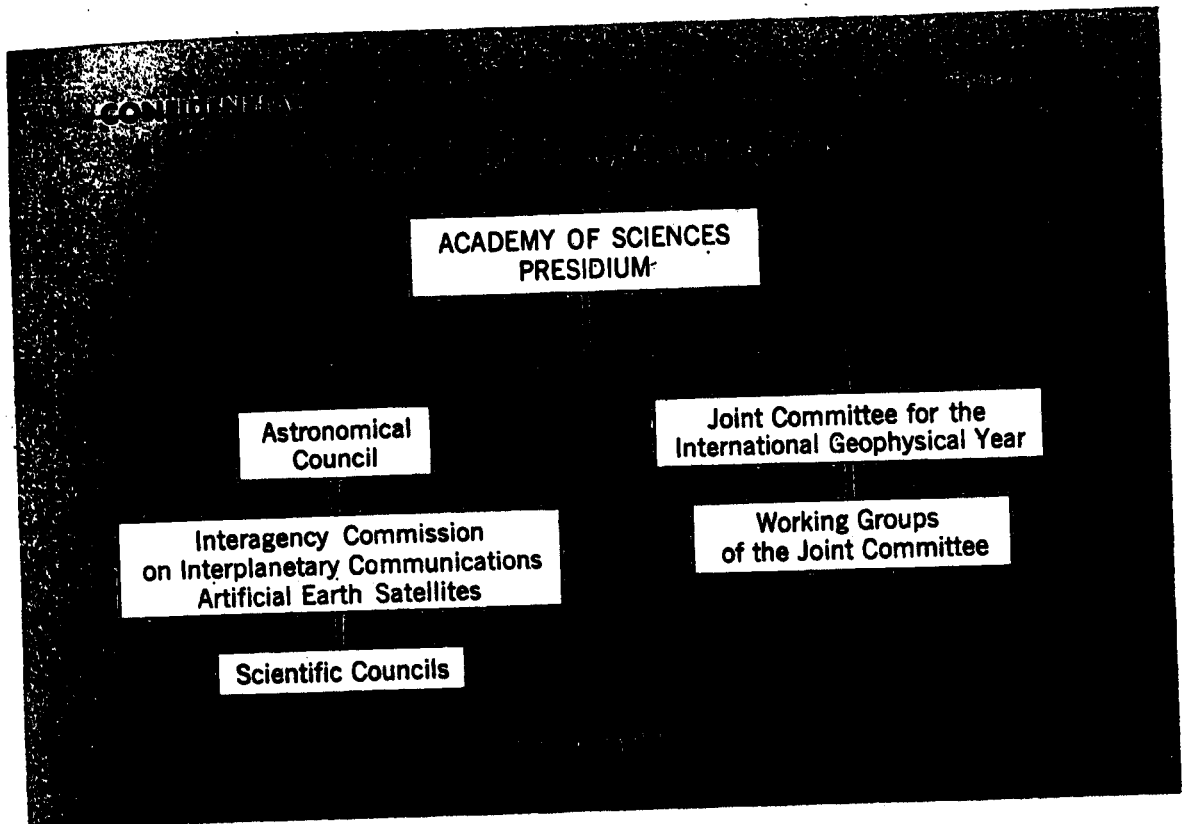 ACADEMY OF SCIENCES
PRESIDIUM
Astronomical
Council
Joint Committee for the
International Geophysical Year
Interagency Commission
on Interplanetary Communications
Artificial Earth Satellites
Working Groups
of the Joint Committee
Scientific Councils